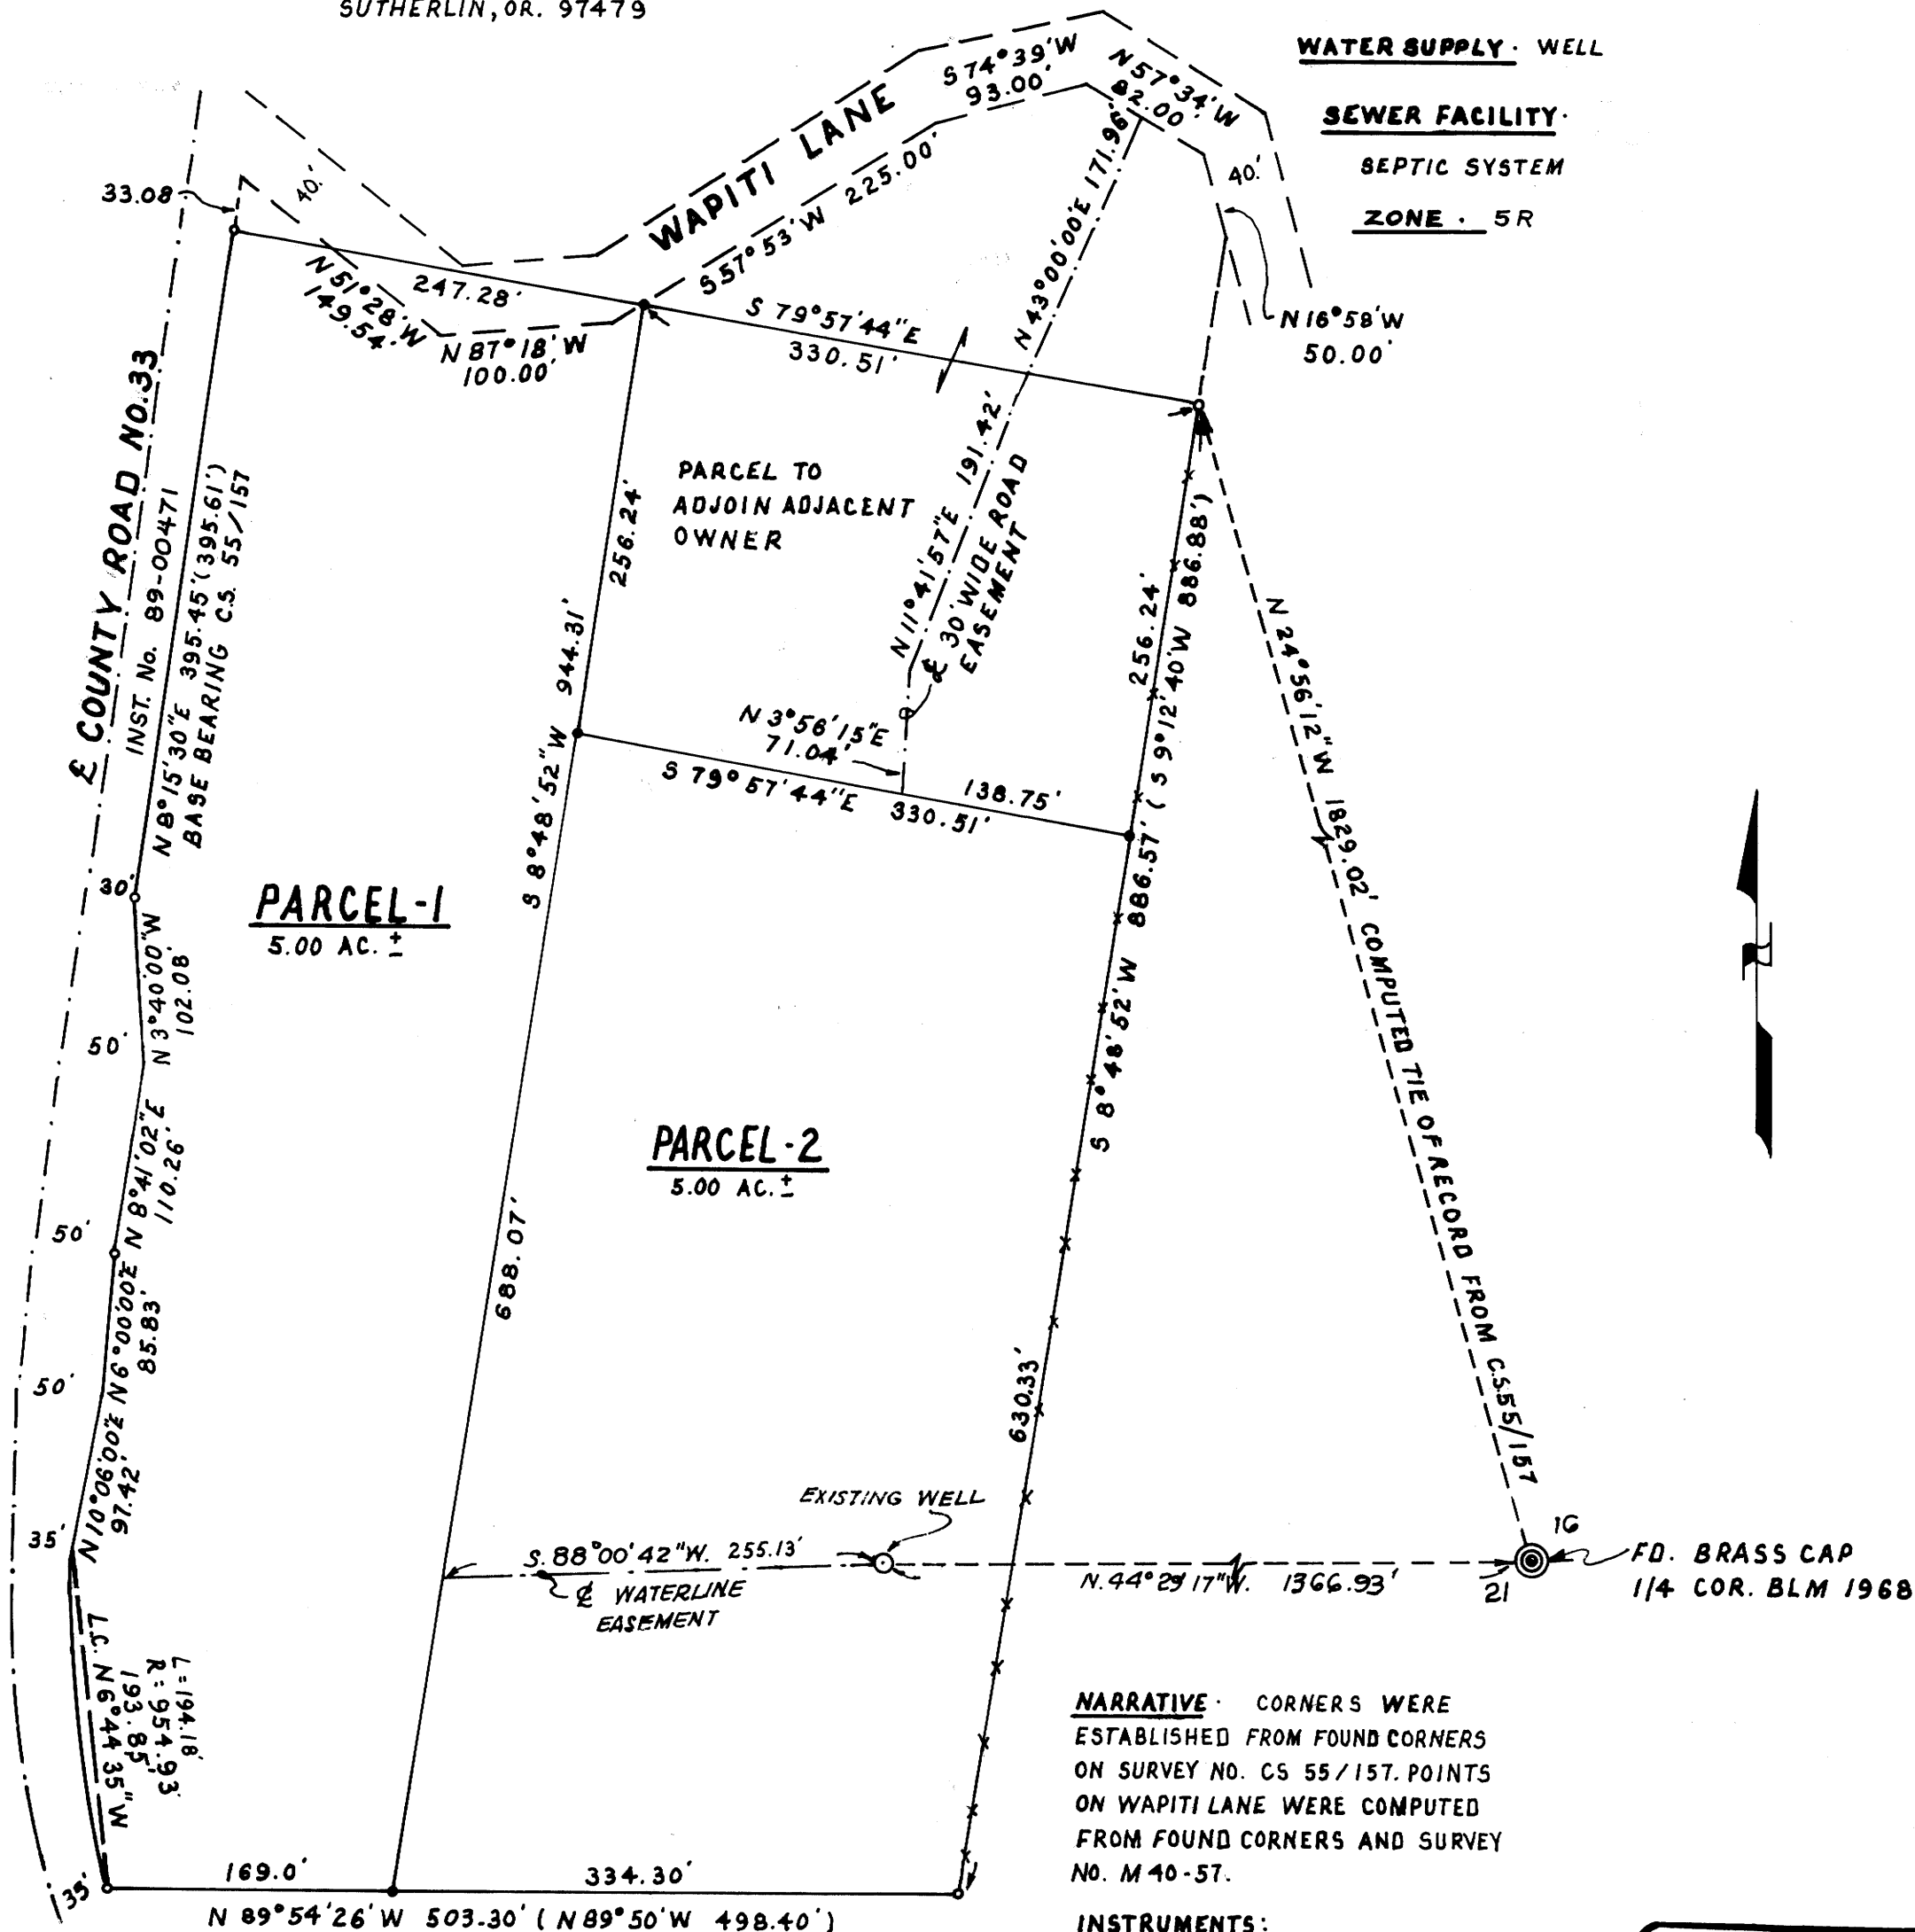 SUTHERLIN, OR. 97479
WATER SUPPLY · WELL
SEWER FACILITY ·
SEPTIC SYSTEM
ZONE · 5R
S 74°39'W
93.00'
N 57°34'W
82.00'
40.'
40.'
33.08
WAPITI LANE
S 57°53'W 225.00'
N 43°00'00"E 171.96'
N 16°58'W
50.00'
N 51°28'W
149.54'
247.28'
N 87°18'W
100.00'
S 79°57'44"E
330.51'
℄ COUNTY ROAD No.33
INST. No. 89-00471
N 8°15'30"E 395.45' (395.61')
BASE BEARING C.S. 55/157
PARCEL TO
ADJOIN ADJACENT
OWNER
256.24'
944.31'
S 8°48'52"W
688.07'
N 11°41'57"E 191.42'
℄ 30' WIDE ROAD
EASEMENT
N 3°56'15"E
71.04'
S 79°57'44"E 330.51'
138.75'
256.24'
S 8°48'52"W 886.57' (S 9°12'40"W 886.88')
630.33'
N 24°56'12"W 1829.02' COMPUTED TIE OF RECORD FROM C.S.55/157
PARCEL-1
5.00 AC. ±
PARCEL-2
5.00 AC. ±
30'
N 3°40'00"W
102.08'
50'
N 8°41'02"E
110.26'
50'
N 6°00'00"E
85.83'
50'
N 10°06'00"E
97.42'
35'
L=194.18'
R=954.93'
193.85'
L.C. N 6°44'35"W
35'
EXISTING WELL
S. 88°00'42"W. 255.13'
℄ WATERLINE
EASEMENT
N. 44°29'17"W. 1366.93'
16
21
FD. BRASS CAP
1/4 COR. BLM 1968
NARRATIVE · CORNERS WERE
ESTABLISHED FROM FOUND CORNERS
ON SURVEY NO. CS 55/157. POINTS
ON WAPITI LANE WERE COMPUTED
FROM FOUND CORNERS AND SURVEY
NO. M 40-57.
INSTRUMENTS:
169.0'
334.30'
N 89°54'26"W 503.30' (N 89°50'W 498.40')